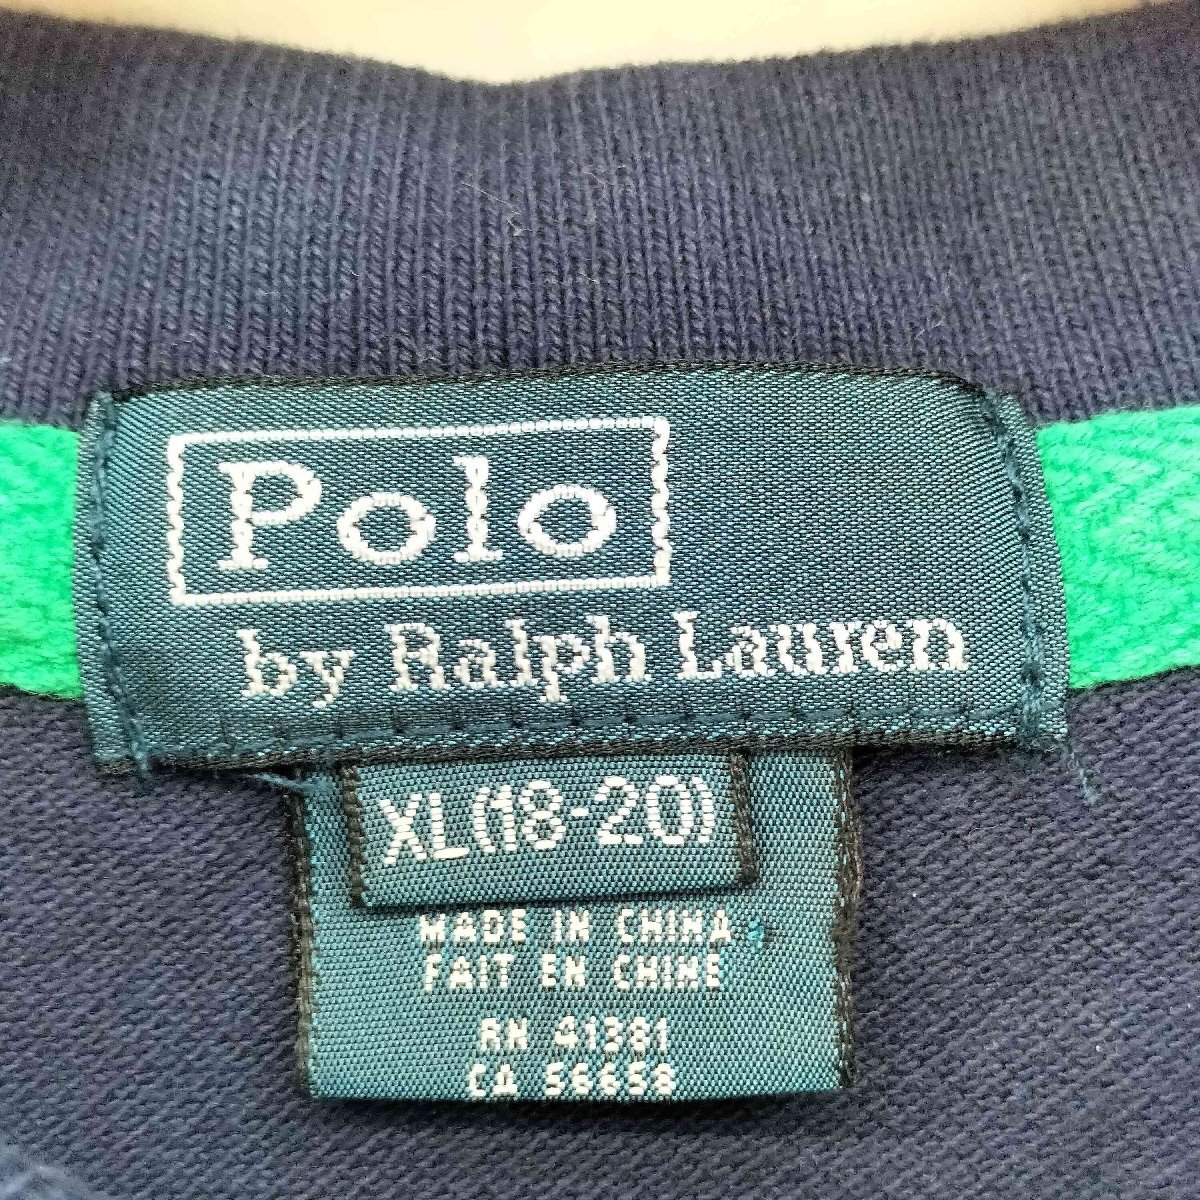 Polo
by Ralph Lauren
XL(18-20)
MADE IN CHINA
FAIT EN CHINE
RN 41381
CA 56658